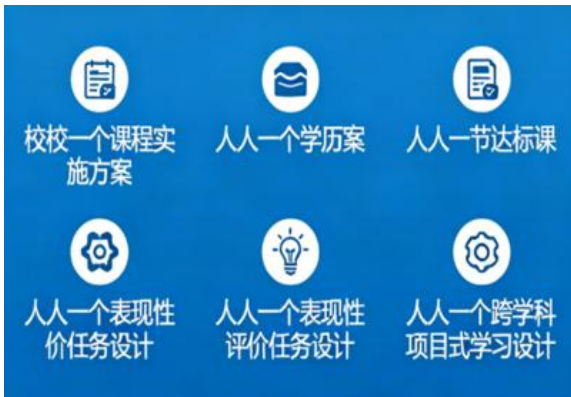 校校一个课程实
施方案
人人一个学历案
人人一节达标课
人人一个表现性
价任务设计
人人一个表现性
评价任务设计
人人一个跨学科
项目式学习设计